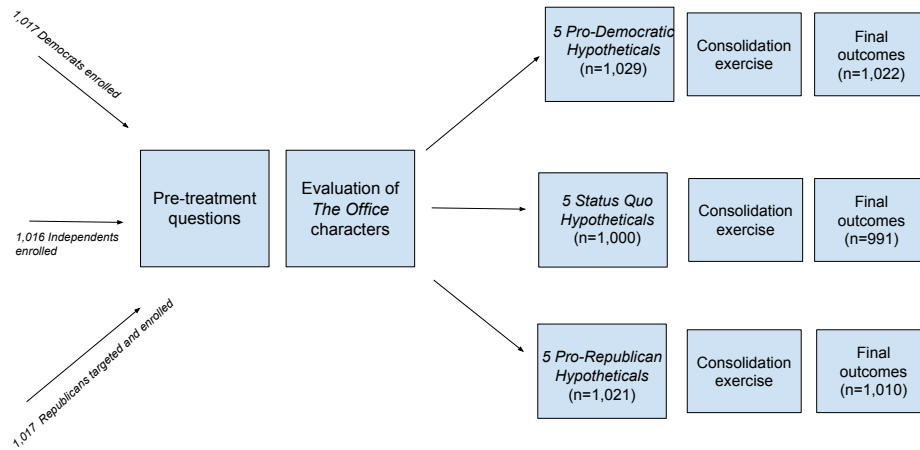 1,017 Democrats enrolled
1,016 Independents
enrolled
1,017 Republicans targeted and enrolled
Pre-treatment
questions
Evaluation of
The Office
characters
5 Pro-Democratic
Hypotheticals
(n=1,029)
Consolidation
exercise
Final
outcomes
(n=1,022)
5 Status Quo
Hypotheticals
(n=1,000)
Consolidation
exercise
Final
outcomes
(n=991)
5 Pro-Republican
Hypotheticals
(n=1,021)
Consolidation
exercise
Final
outcomes
(n=1,010)